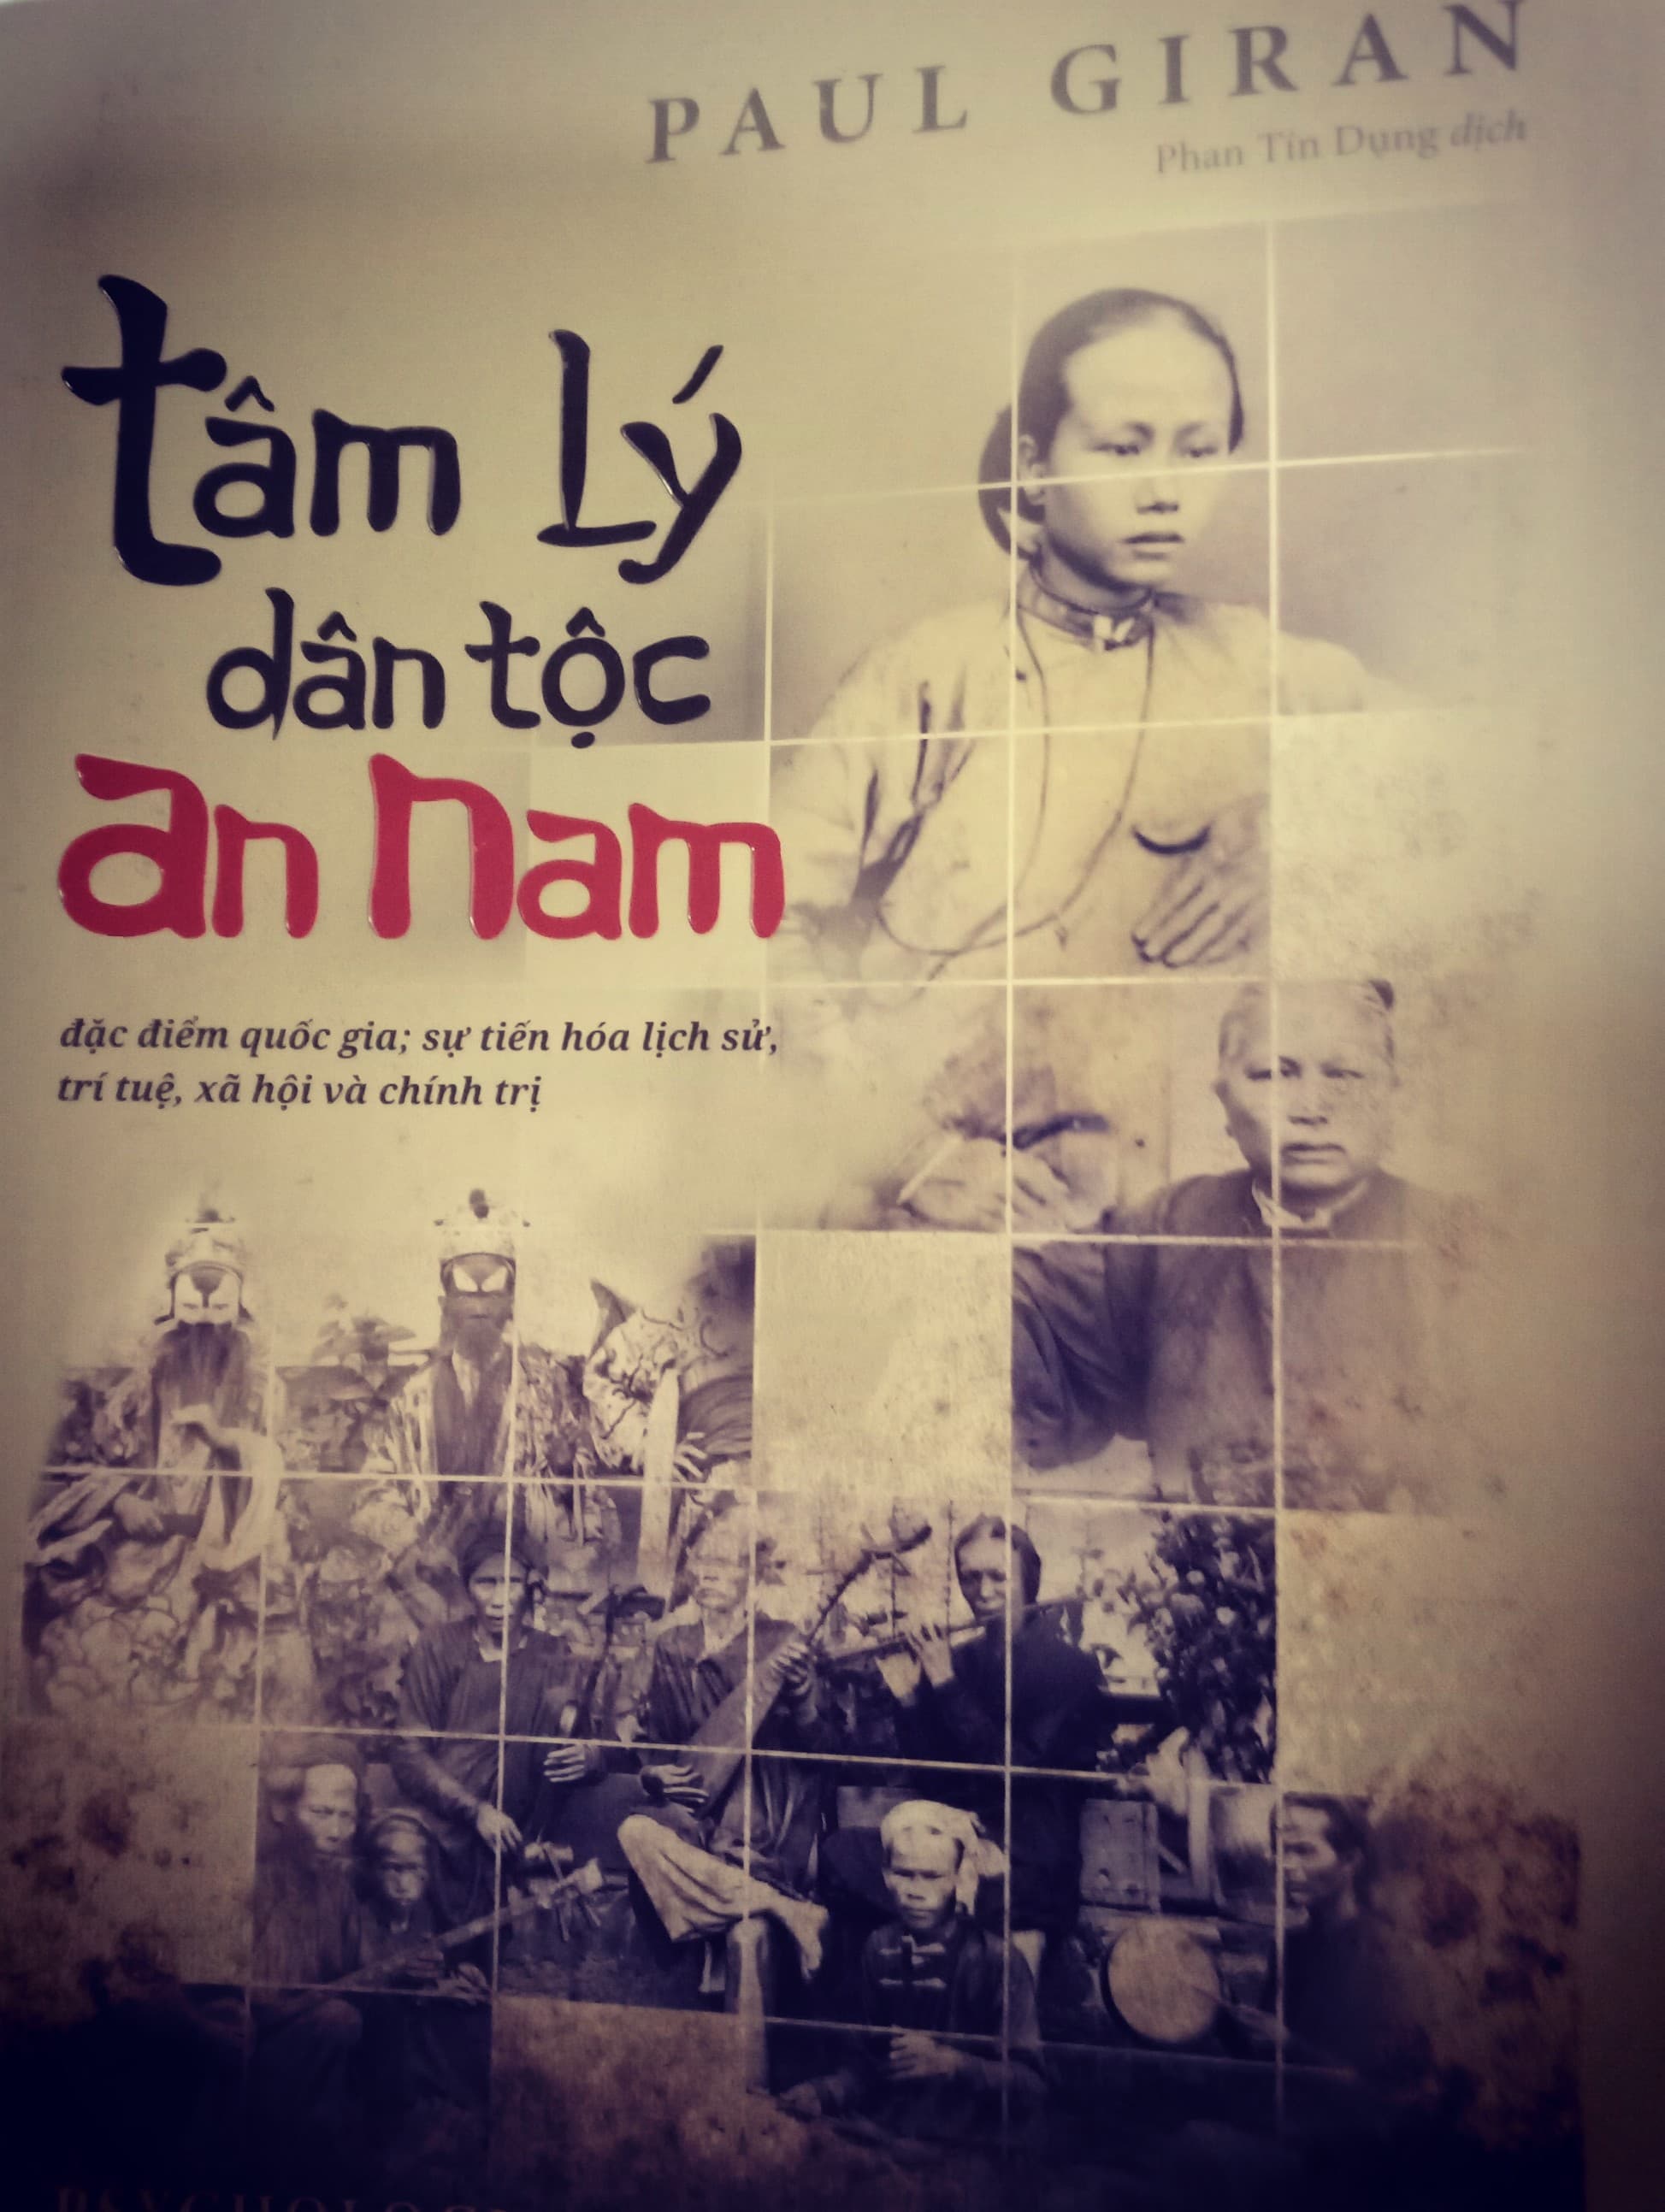 PAUL GIRAN
Phan Tín Dụng dịch
tâm lý
dân tộc
an nam
đặc điểm quốc gia; sự tiến hóa lịch sử,
trí tuệ, xã hội và chính trị